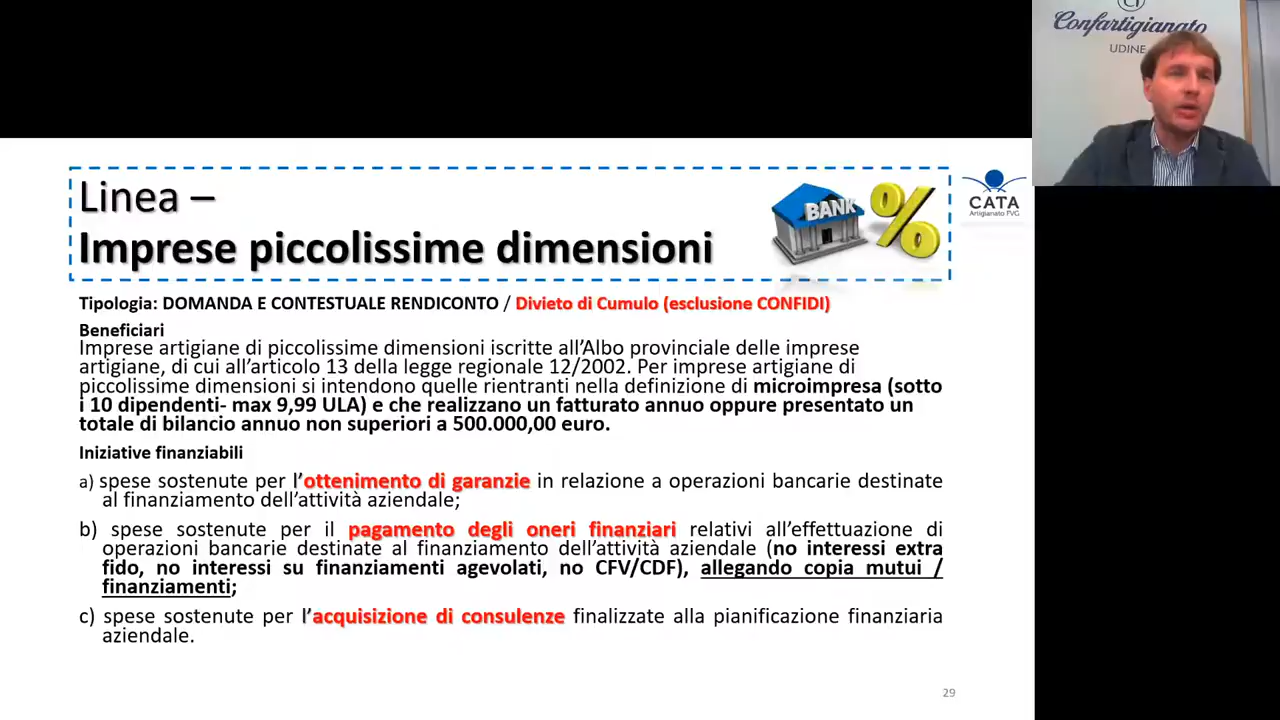 Confartigianato
UDINE
Linea –
Imprese piccolissime dimensioni
BANK
%
CATA
Artigianato FVG
Tipologia: DOMANDA E CONTESTUALE RENDICONTO / Divieto di Cumulo (esclusione CONFIDI)
Beneficiari
Imprese artigiane di piccolissime dimensioni iscritte all’Albo provinciale delle imprese
artigiane, di cui all’articolo 13 della legge regionale 12/2002. Per imprese artigiane di
piccolissime dimensioni si intendono quelle rientranti nella definizione di microimpresa (sotto
i 10 dipendenti- max 9,99 ULA) e che realizzano un fatturato annuo oppure presentato un
totale di bilancio annuo non superiori a 500.000,00 euro.
Iniziative finanziabili
a) spese sostenute per l’ottenimento di garanzie in relazione a operazioni bancarie destinate
al finanziamento dell’attività aziendale;
b) spese sostenute per il pagamento degli oneri finanziari relativi all’effettuazione di
operazioni bancarie destinate al finanziamento dell’attività aziendale (no interessi extra
fido, no interessi su finanziamenti agevolati, no CFV/CDF), allegando copia mutui /
finanziamenti;
c) spese sostenute per l’acquisizione di consulenze finalizzate alla pianificazione finanziaria
aziendale.
29